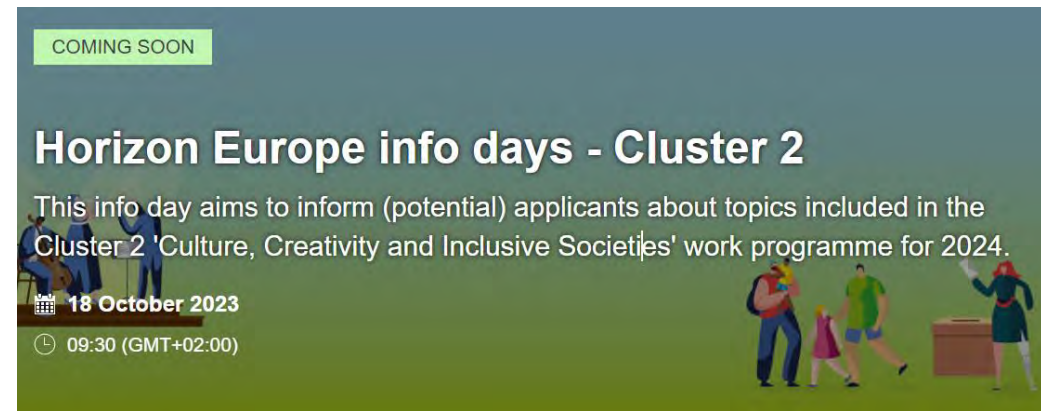 COMING SOON
Horizon Europe info days - Cluster 2
This info day aims to inform (potential) applicants about topics included in the
Cluster 2 'Culture, Creativity and Inclusive Societies' work programme for 2024.
18 October 2023
09:30 (GMT+02:00)